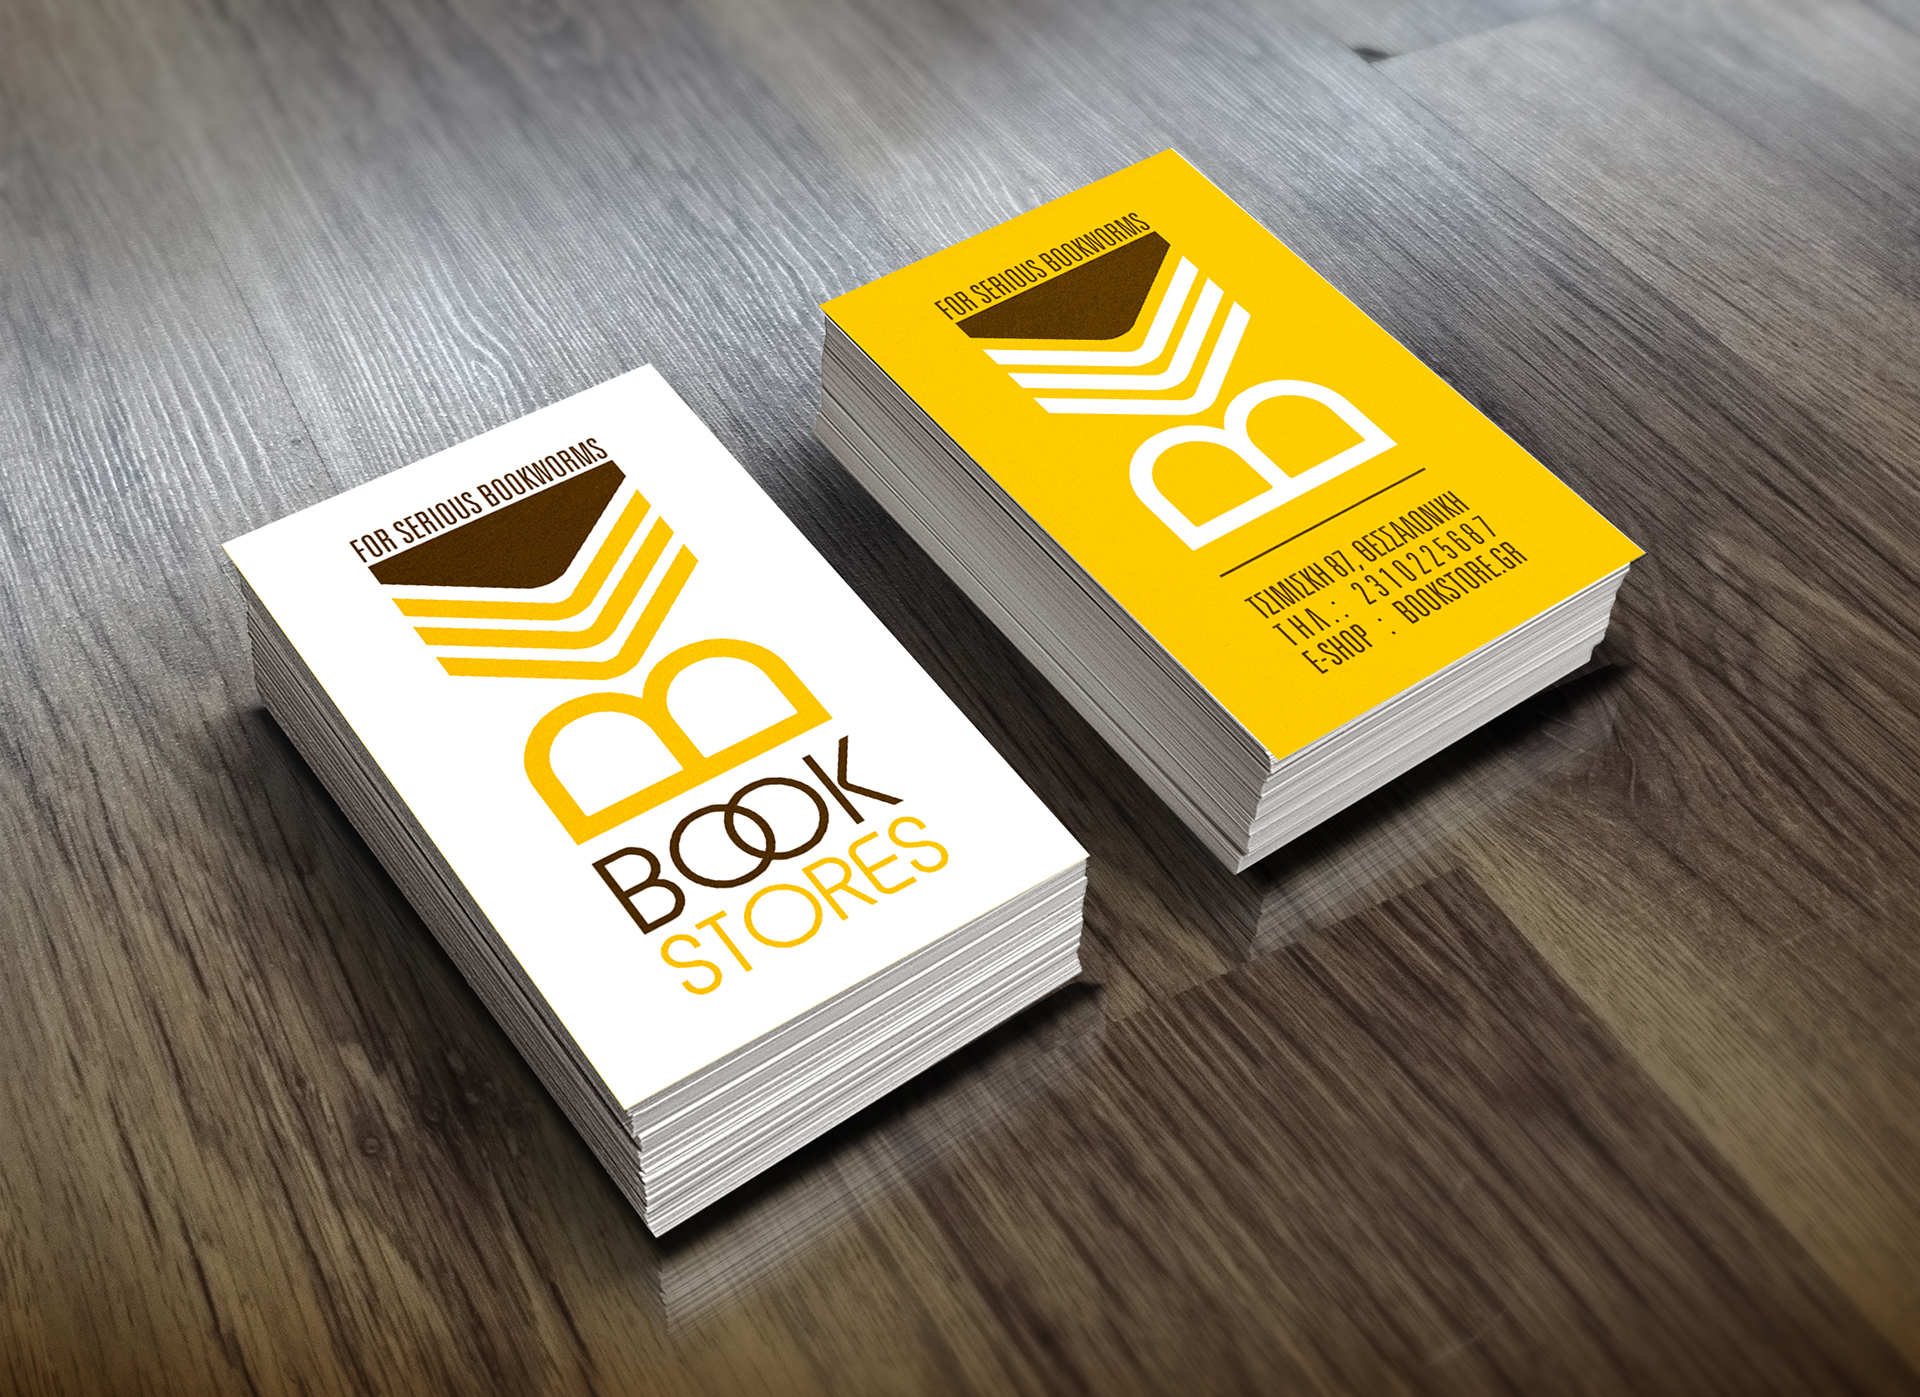 FOR SERIOUS BOOKWORMS
B
BOOK
STORES
FOR SERIOUS BOOKWORMS
B
ΤΣΙΜΙΣΚΗ 87, ΘΕΣΣΑΛΟΝΙΚΗ
ΤΗΛ.: 2310225687
E-SHOP : BOOKSTORE.GR